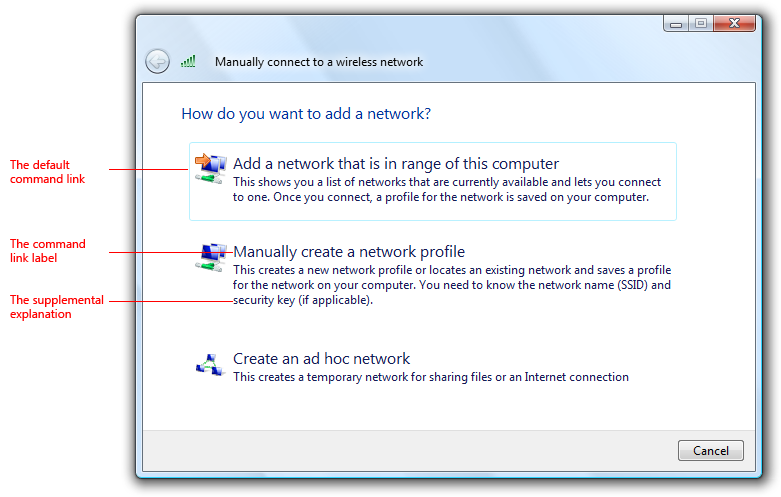 Manually connect to a wireless network
How do you want to add a network?
The default
command link
Add a network that is in range of this computer
This shows you a list of networks that are currently available and lets you connect
to one. Once you connect, a profile for the network is saved on your computer.
The command
link label
Manually create a network profile
This creates a new network profile or locates an existing network and saves a profile
for the network on your computer. You need to know the network name (SSID) and
security key (if applicable).
The supplemental
explanation
Create an ad hoc network
This creates a temporary network for sharing files or an Internet connection
Cancel